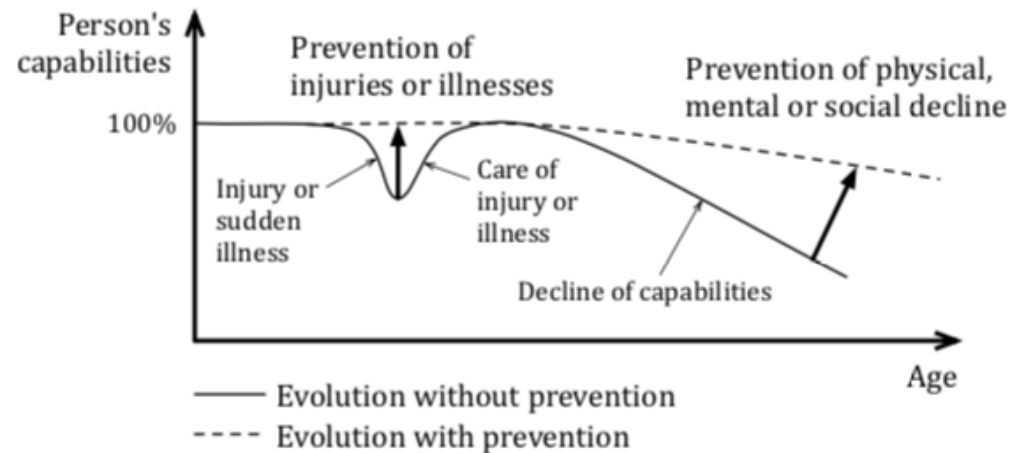 Person's
capabilities
Prevention of
injuries or illnesses
Prevention of physical,
mental or social decline
100%
Injury or
sudden
illness
Care of
injury or
illness
Decline of capabilities
Age
Evolution without prevention
Evolution with prevention